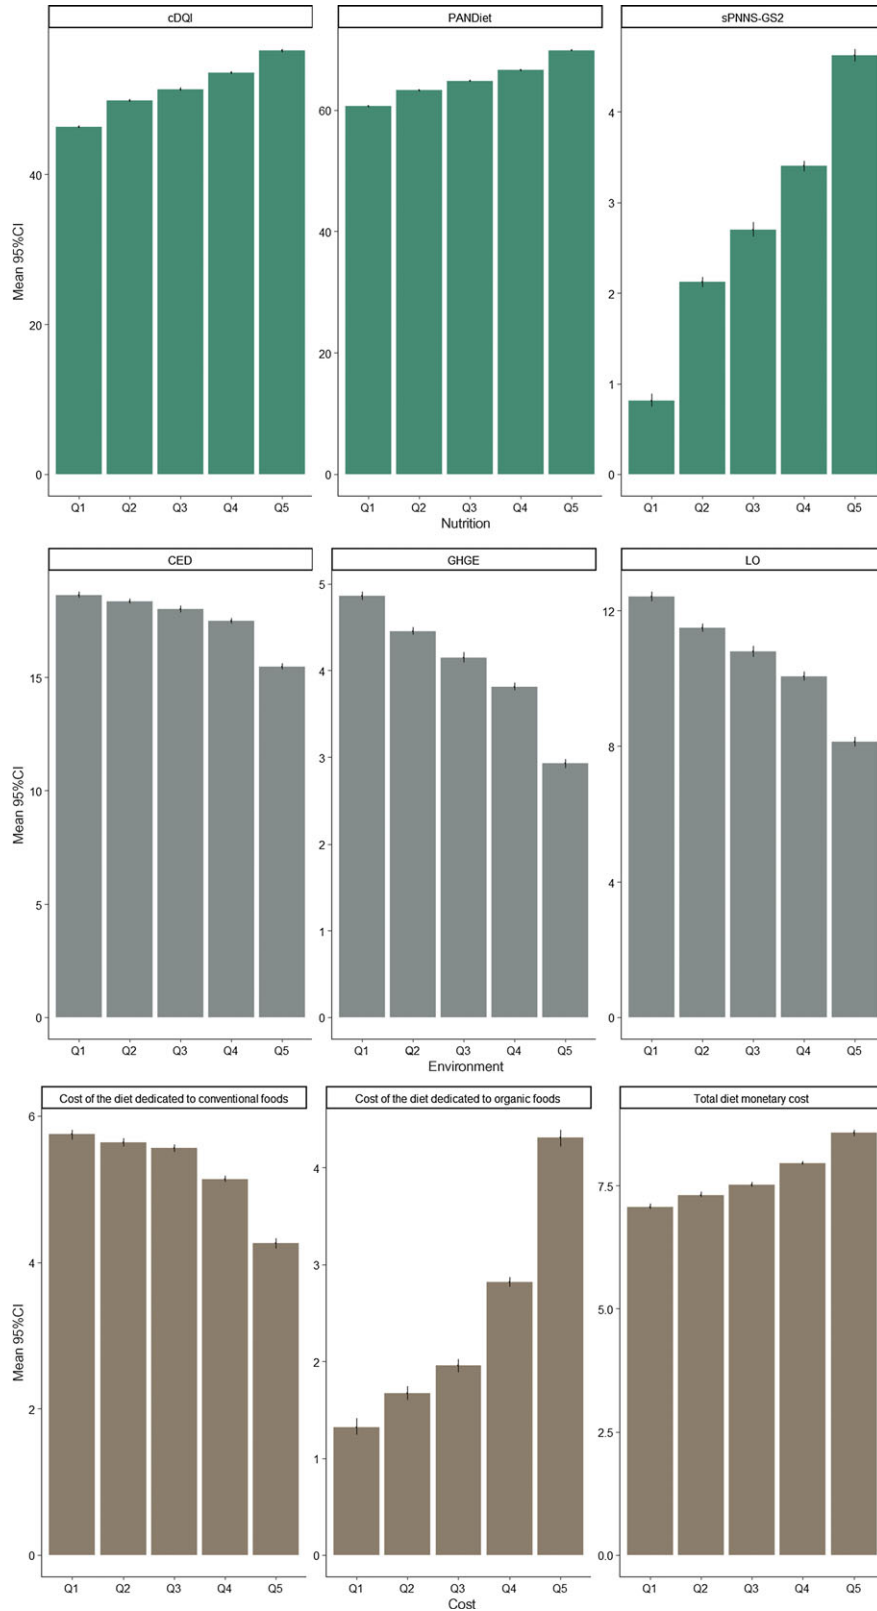 cDQI PANDiet sPNNS-GS2
Mean 95%CI
0 20 40
0 20 40 60
0 1 2 3 4
Q1 Q2 Q3 Q4 Q5 Q1 Q2 Q3 Q4 Q5 Q1 Q2 Q3 Q4 Q5
Nutrition
CED GHGE LO
Mean 95%CI
0 5 10 15
0 1 2 3 4 5
0 4 8 12
Q1 Q2 Q3 Q4 Q5 Q1 Q2 Q3 Q4 Q5 Q1 Q2 Q3 Q4 Q5
Environment
Cost of the diet dedicated to conventional foods Cost of the diet dedicated to organic foods Total diet monetary cost
Mean 95%CI
0 2 4 6
0 1 2 3 4
0.0 2.5 5.0 7.5
Q1 Q2 Q3 Q4 Q5 Q1 Q2 Q3 Q4 Q5 Q1 Q2 Q3 Q4 Q5
Cost